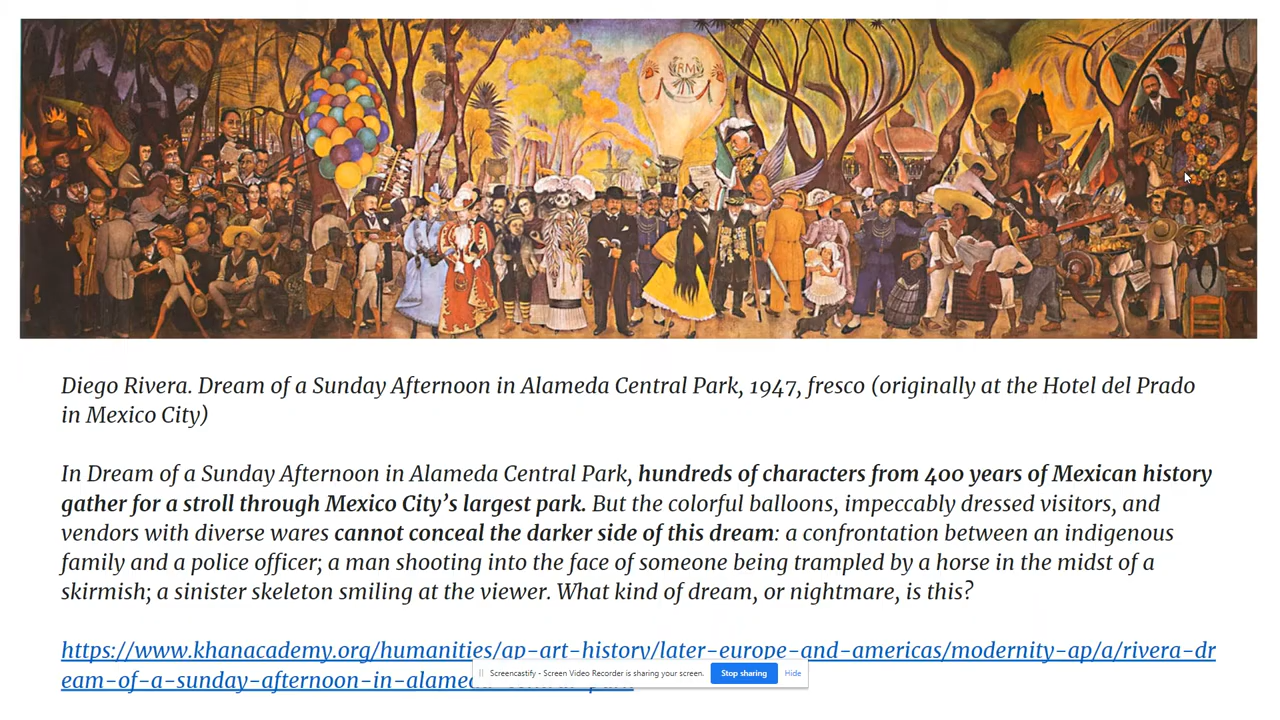 RM
Diego Rivera. Dream of a Sunday Afternoon in Alameda Central Park, 1947, fresco (originally at the Hotel del Prado
in Mexico City)
In Dream of a Sunday Afternoon in Alameda Central Park, hundreds of characters from 400 years of Mexican history
gather for a stroll through Mexico City’s largest park. But the colorful balloons, impeccably dressed visitors, and
vendors with diverse wares cannot conceal the darker side of this dream: a confrontation between an indigenous
family and a police officer; a man shooting into the face of someone being trampled by a horse in the midst of a
skirmish; a sinister skeleton smiling at the viewer. What kind of dream, or nightmare, is this?
https://www.khanacademy.org/humanities/ap-art-history/later-europe-and-americas/modernity-ap/a/rivera-dr
eam-of-a-sunday-afternoon-in-alame
Screencastify - Screen Video Recorder is sharing your screen. Stop sharing Hide